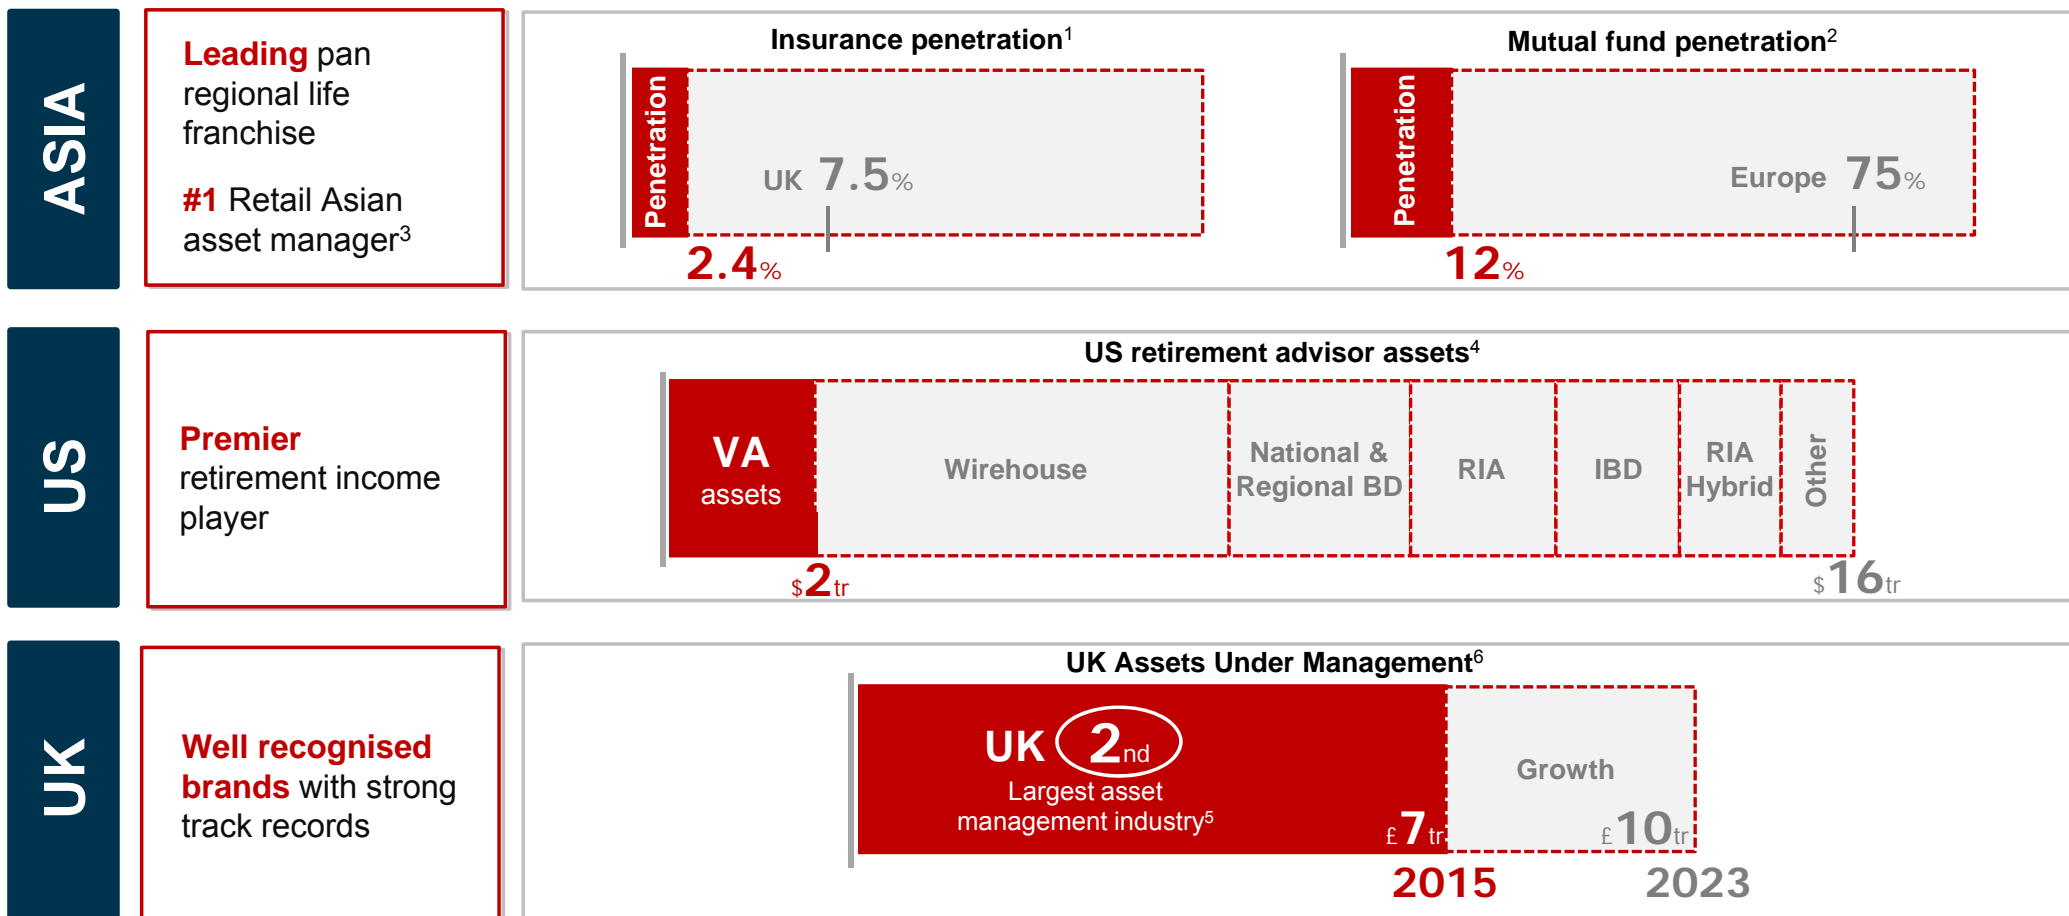 ASIA
Leading pan
regional life
franchise
#1 Retail Asian
asset manager³
Insurance penetration¹
Penetration
UK 7.5%
2.4%
Mutual fund penetration²
Penetration
Europe 75%
12%
US
Premier
retirement income
player
US retirement advisor assets⁴
VA
assets
Wirehouse
National &
Regional BD
RIA
IBD
RIA
Hybrid
Other
$2tr
$16tr
UK
Well recognised
brands with strong
track records
UK Assets Under Management⁶
UK 2nd
Largest asset
management industry⁵
£7tr
Growth
£10tr
2015
2023